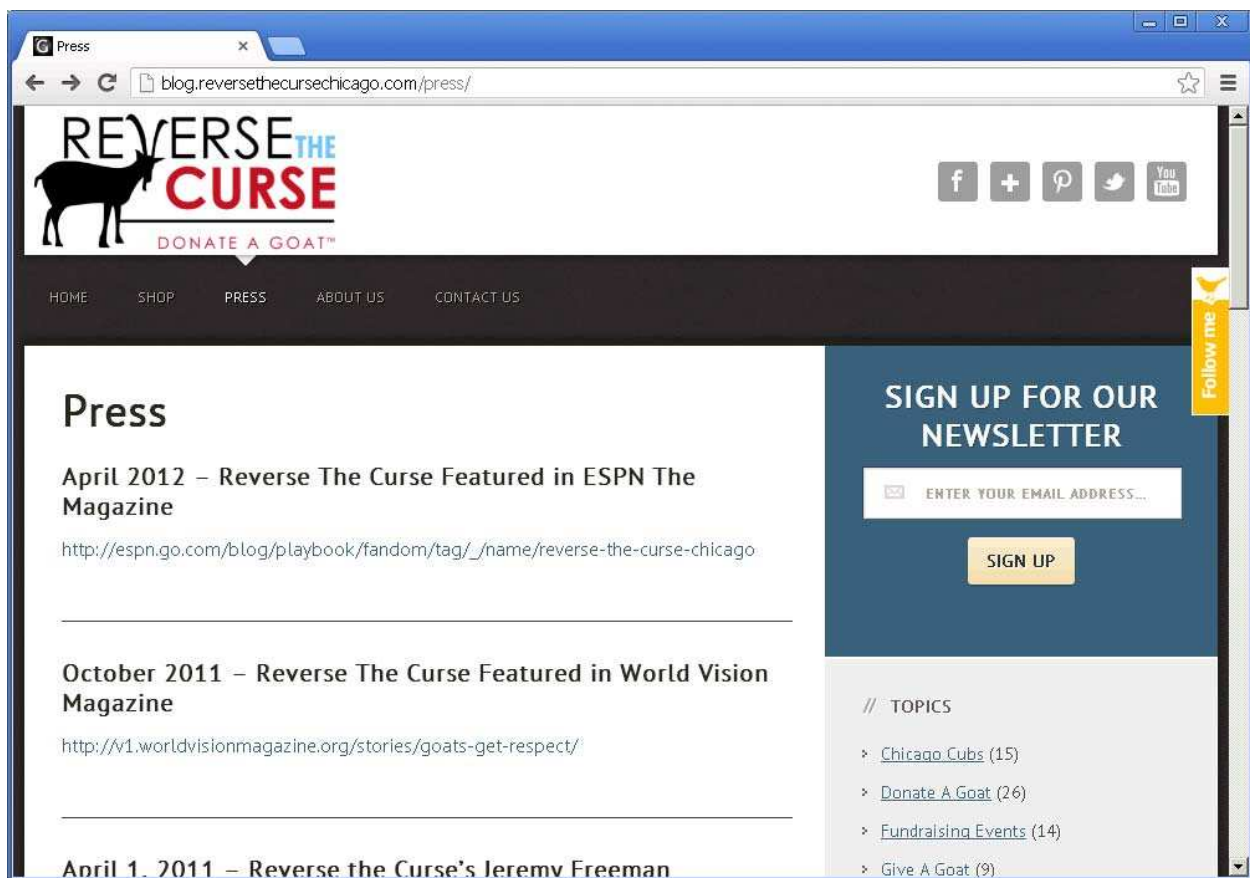 Press
blog.reversethecursechicago.com/press/
REVERSE THE
CURSE
DONATE A GOAT™
f
You
Tube
HOME SHOP PRESS ABOUT US CONTACT US
Follow me
Press
April 2012 – Reverse The Curse Featured in ESPN The
Magazine
http://espn.go.com/blog/playbook/fandom/tag/_/name/reverse-the-curse-chicago
October 2011 – Reverse The Curse Featured in World Vision
Magazine
http://v1.worldvisionmagazine.org/stories/goats-get-respect/
April 1, 2011 – Reverse the Curse's Jeremy Freeman
SIGN UP FOR OUR
NEWSLETTER
ENTER YOUR EMAIL ADDRESS...
SIGN UP
// TOPICS
Chicago Cubs (15)
Donate A Goat (26)
Fundraising Events (14)
Give A Goat (9)